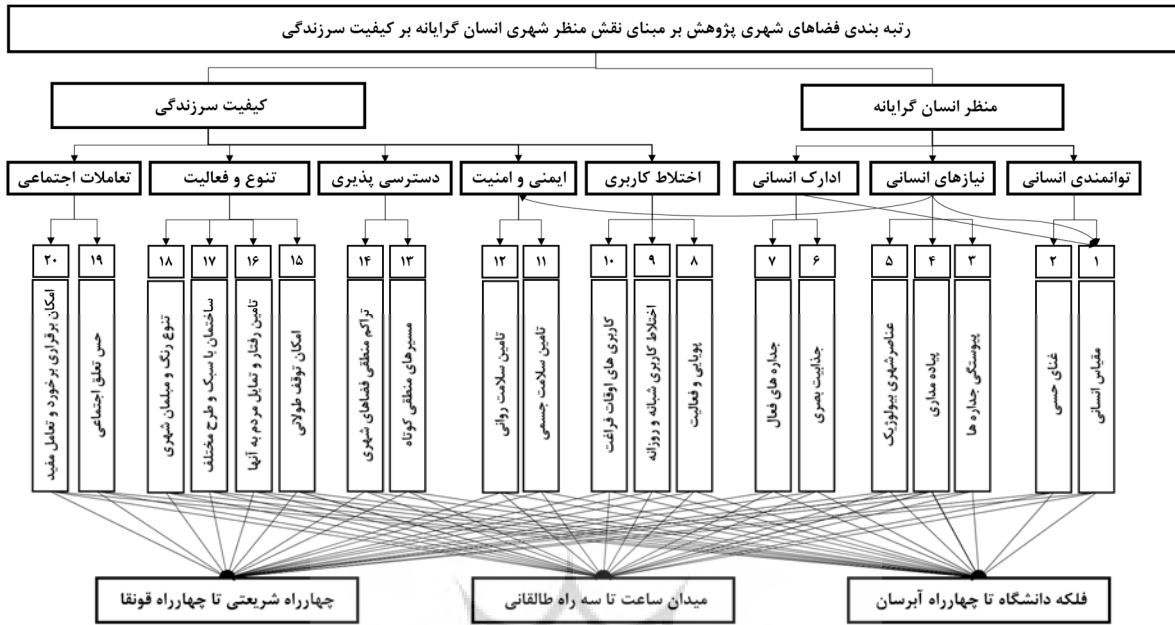 رتبه بندی فضاهای شهری پژوهش بر مبنای نقش منظر شهری انسان گرایانه بر کیفیت سرزندگی
منظر انسان گرایانه
کیفیت سرزندگی
توانمندی انسانی
نیازهای انسانی
ادارک انسانی
اختلاط کاربری
ایمنی و امنیت
دسترسی پذیری
تنوع و فعالیت
تعاملات اجتماعی
۱
۲
۳
۴
۵
۶
۷
۸
۹
۱۰
۱۱
۱۲
۱۳
۱۴
۱۵
۱۶
۱۷
۱۸
۱۹
۲۰
مقیاس انسانی
غنای حسی
پیوستگی جداره ها
پیاده مداری
عناصرشهری بیولوژیک
جذابیت بصری
جداره های فعال
پویایی و فعالیت
اختلاط کاربری شبانه و روزانه
کاربری های اوقات فراغت
تامین سلامت جسمی
تامین سلامت روانی
مسیرهای منطقی کوتاه
تراکم منطقی فضاهای شهری
امکان توقف طولانی
تامین رفتار و تمایل مردم به آنها
ساختمان با سبک و طرح مختلف
تنوع رنگ و مبلمان شهری
حس تعلق اجتماعی
امکان برقراری برخورد و تعامل مفید
فلکه دانشگاه تا چهارراه آبرسان
میدان ساعت تا سه راه طالقانی
چهارراه شریعتی تا چهارراه قونقا